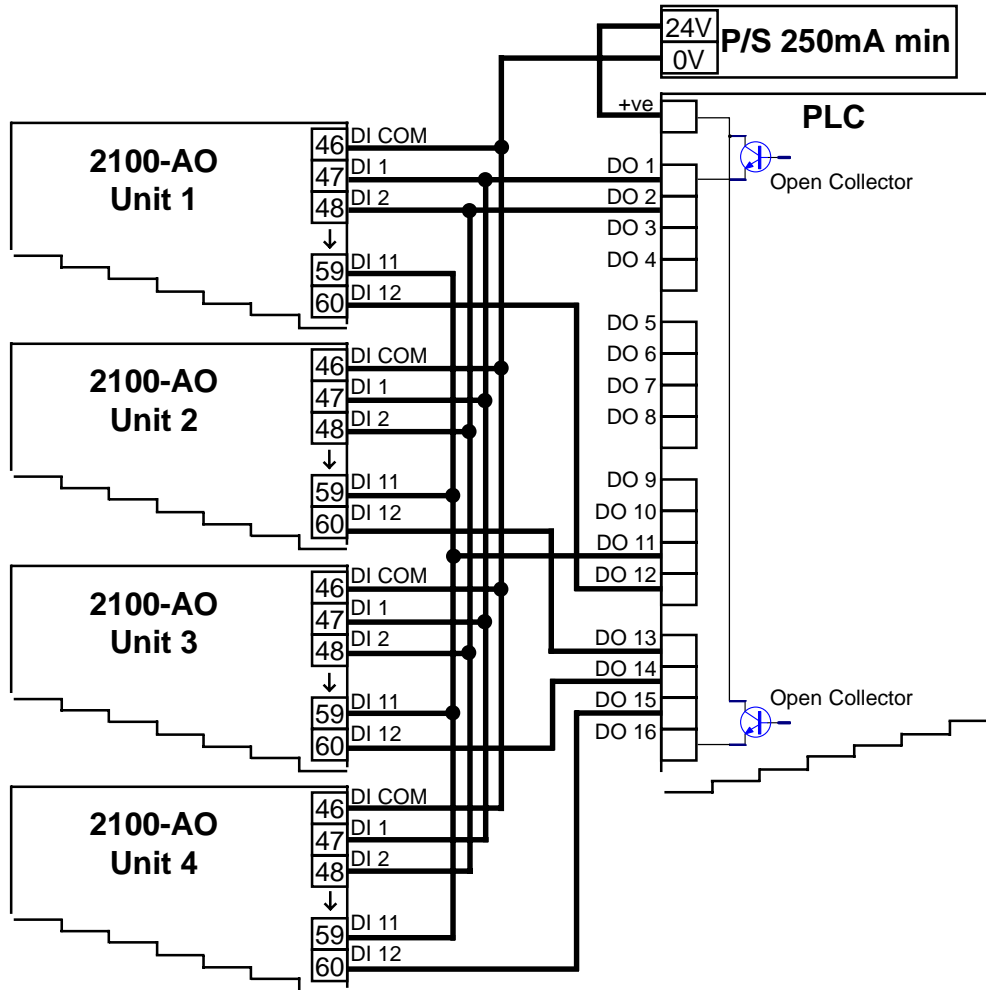 24V
P/S 250mA min
0V
+ve
PLC
Open Collector
DO 1
DO 2
DO 3
DO 4
DO 5
DO 6
DO 7
DO 8
DO 9
DO 10
DO 11
DO 12
DO 13
DO 14
DO 15
DO 16
Open Collector
2100-AO
Unit 1
46 DI COM
47 DI 1
48 DI 2
↓
59 DI 11
60 DI 12
2100-AO
Unit 2
46 DI COM
47 DI 1
48 DI 2
↓
59 DI 11
60 DI 12
2100-AO
Unit 3
46 DI COM
47 DI 1
48 DI 2
↓
59 DI 11
60 DI 12
2100-AO
Unit 4
46 DI COM
47 DI 1
48 DI 2
↓
59 DI 11
60 DI 12